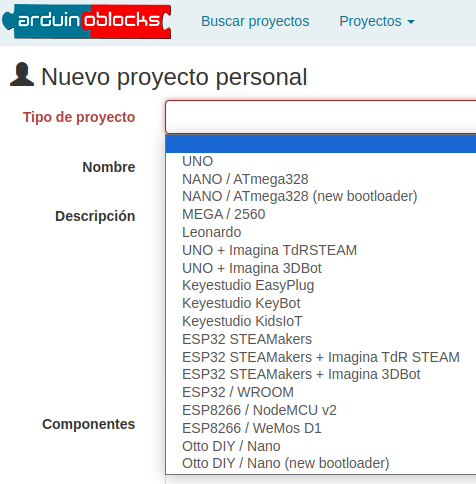 arduinoblocks
Buscar proyectos
Proyectos
Nuevo proyecto personal
Tipo de proyecto
Nombre
Descripción
UNO
NANO / ATmega328
NANO / ATmega328 (new bootloader)
MEGA / 2560
Leonardo
UNO + Imagina TdRSTEAM
UNO + Imagina 3DBot
Keyestudio EasyPlug
Keyestudio KeyBot
Keyestudio KidsIoT
ESP32 STEAMakers
ESP32 STEAMakers + Imagina TdR STEAM
ESP32 STEAMakers + Imagina 3DBot
ESP32 / WROOM
ESP8266 / NodeMCU v2
ESP8266 / WeMos D1
Otto DIY / Nano
Otto DIY / Nano (new bootloader)
Componentes